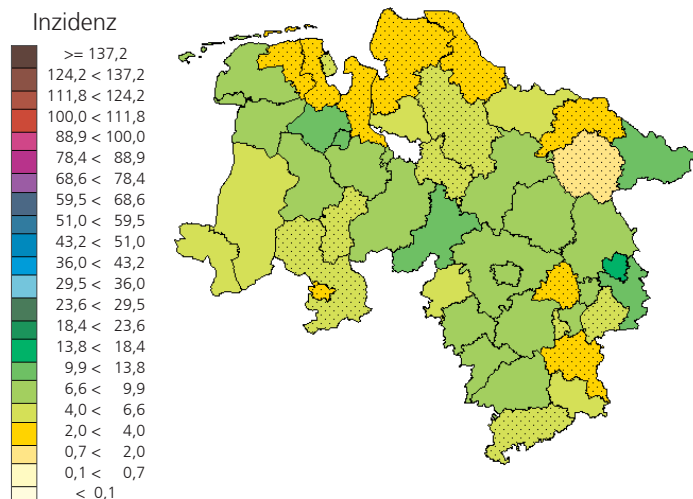 Inzidenz
>= 137,2
124,2 < 137,2
111,8 < 124,2
100,0 < 111,8
88,9 < 100,0
78,4 < 88,9
68,6 < 78,4
59,5 < 68,6
51,0 < 59,5
43,2 < 51,0
36,0 < 43,2
29,5 < 36,0
23,6 < 29,5
18,4 < 23,6
13,8 < 18,4
9,9 < 13,8
6,6 < 9,9
4,0 < 6,6
2,0 < 4,0
0,7 < 2,0
0,1 < 0,7
< 0,1